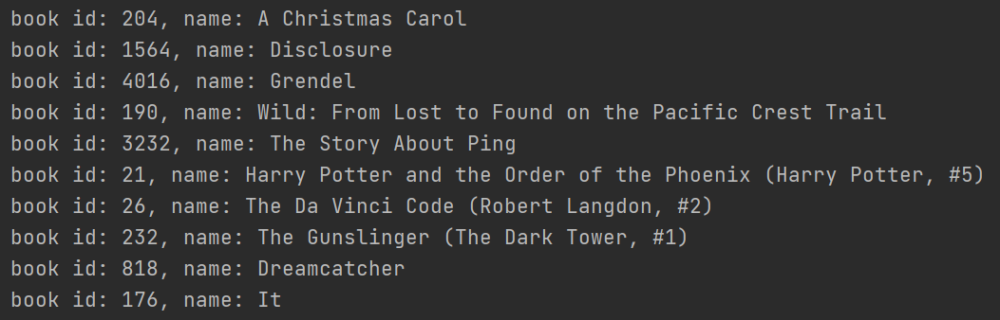 book id: 204, name: A Christmas Carol
book id: 1564, name: Disclosure
book id: 4016, name: Grendel
book id: 190, name: Wild: From Lost to Found on the Pacific Crest Trail
book id: 3232, name: The Story About Ping
book id: 21, name: Harry Potter and the Order of the Phoenix (Harry Potter, #5)
book id: 26, name: The Da Vinci Code (Robert Langdon, #2)
book id: 232, name: The Gunslinger (The Dark Tower, #1)
book id: 818, name: Dreamcatcher
book id: 176, name: It